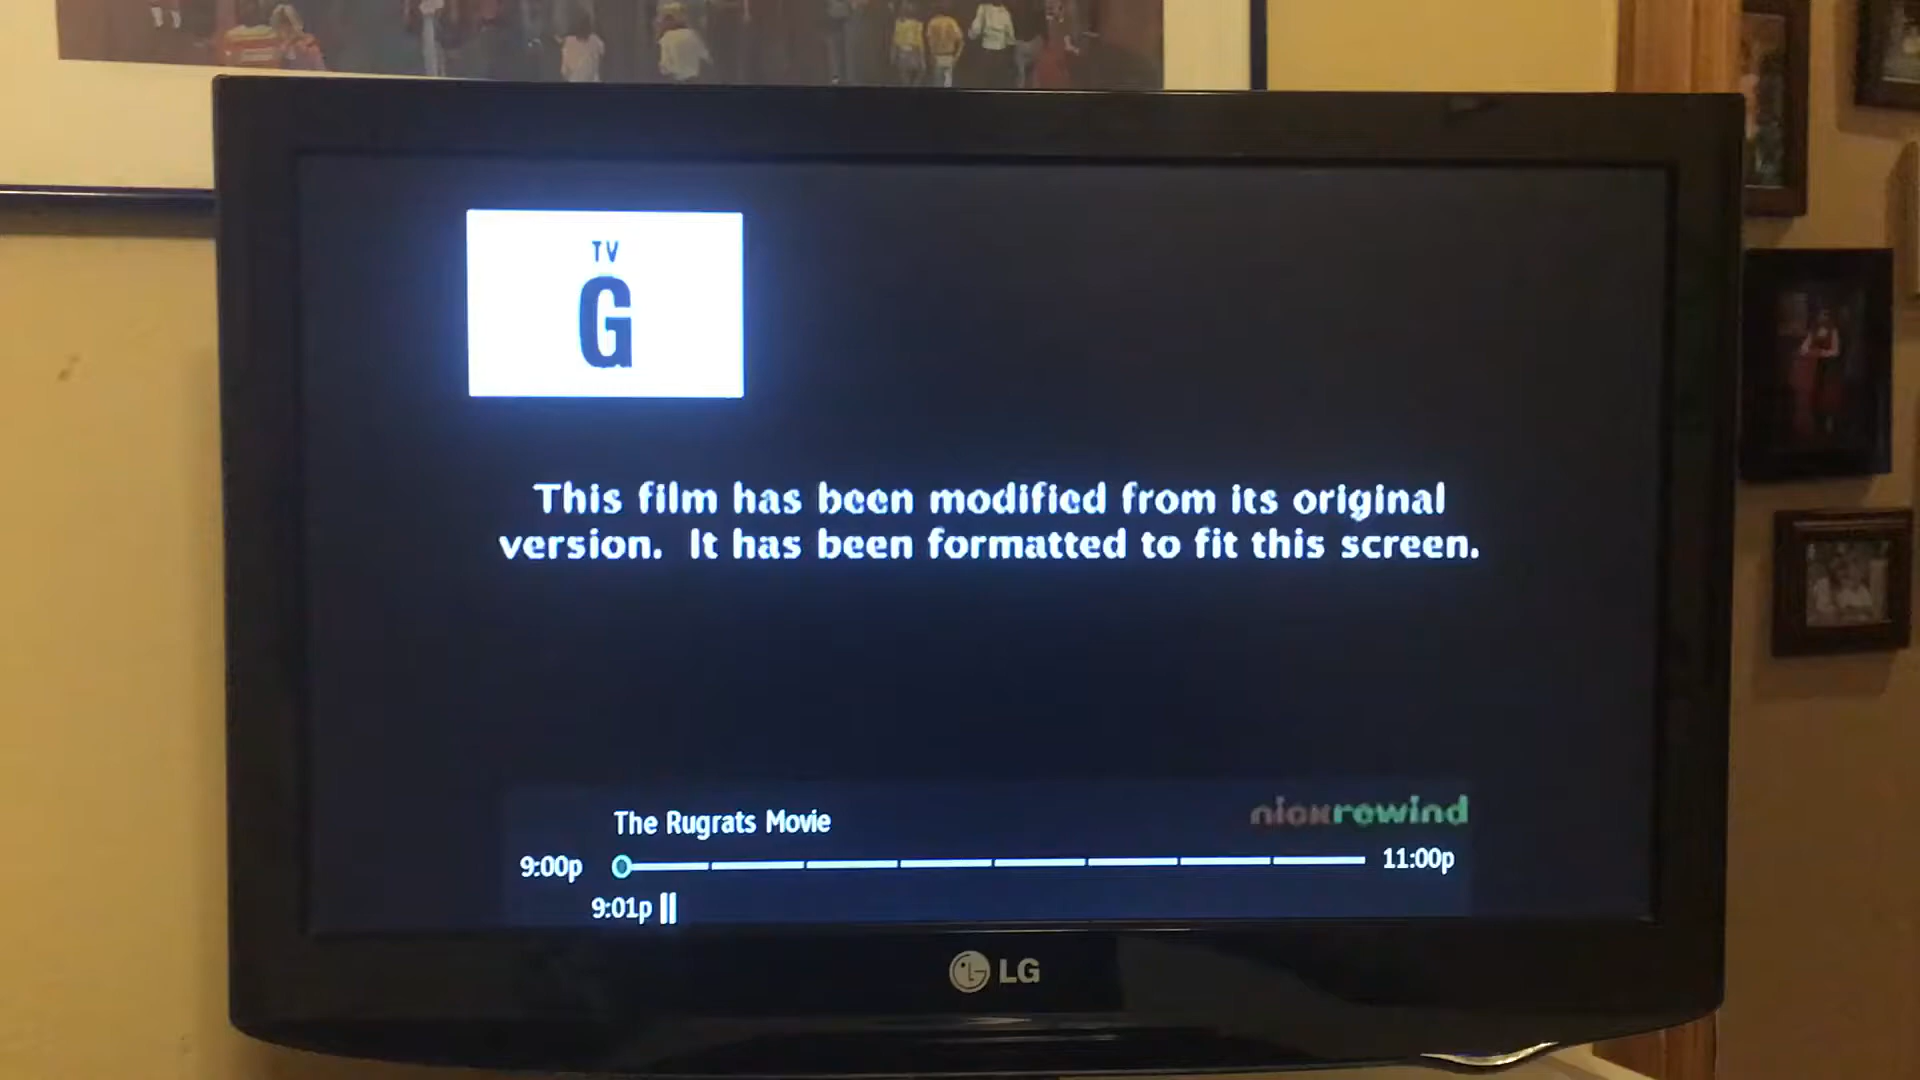 TV
G
This film has been modified from its original
version. It has been formatted to fit this screen.
The Rugrats Movie
nickrewind
9:00p
11:00p
9:01p
LG